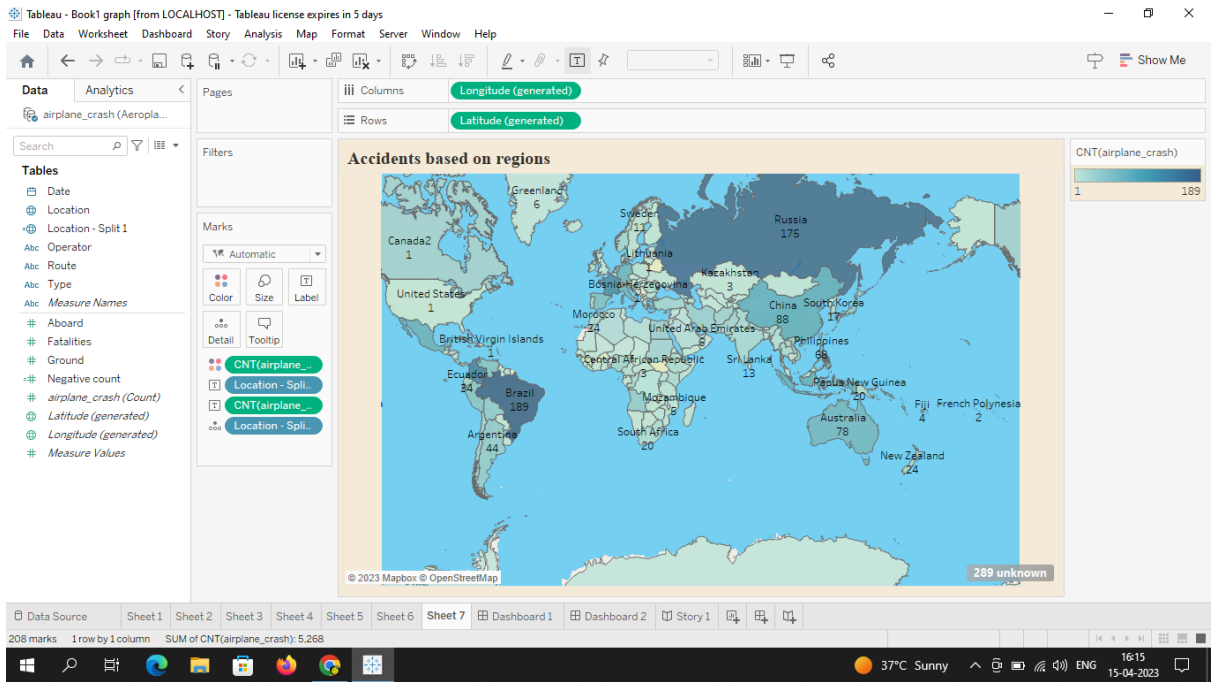 Tableau - Book1 graph [from LOCALHOST] - Tableau license expires in 5 days
File Data Worksheet Dashboard Story Analysis Map Format Server Window Help
Show Me
Data Analytics
airplane_crash (Aeropla...
Search
Tables
Date
Location
Location - Split 1
Abc Operator
Abc Route
Abc Type
Abc Measure Names
# Aboard
# Fatalities
# Ground
=# Negative count
# airplane_crash (Count)
Latitude (generated)
Longitude (generated)
# Measure Values
Pages
Filters
Marks
Automatic
Color Size Label
Detail Tooltip
CNT(airplane_..
Location - Spli..
CNT(airplane_..
Location - Spli..
Columns Longitude (generated)
Rows Latitude (generated)
Accidents based on regions
Greenland
6
Sweden
11
Russia
175
Canada2
1
Lithuania
1
Kazakhstan
3
Bosnia-Herzegovina
1
United States
1
China
88
South Korea
17
Morocco
24
United Arab Emirates
British Virgin Islands
1
Philippines
68
Central African Republic
3
Sri Lanka
13
Ecuador
34
Brazil
189
Papua New Guinea
20
Mozambique
5
Fiji
4
French Polynesia
2
Australia
78
Argentina
44
South Africa
20
New Zealand
24
© 2023 Mapbox © OpenStreetMap
289 unknown
CNT(airplane_crash)
1 189
Data Source Sheet 1 Sheet 2 Sheet 3 Sheet 4 Sheet 5 Sheet 6 Sheet 7 Dashboard 1 Dashboard 2 Story 1
208 marks 1 row by 1 column SUM of CNT(airplane_crash): 5,268
37°C Sunny ENG
16:15
15-04-2023